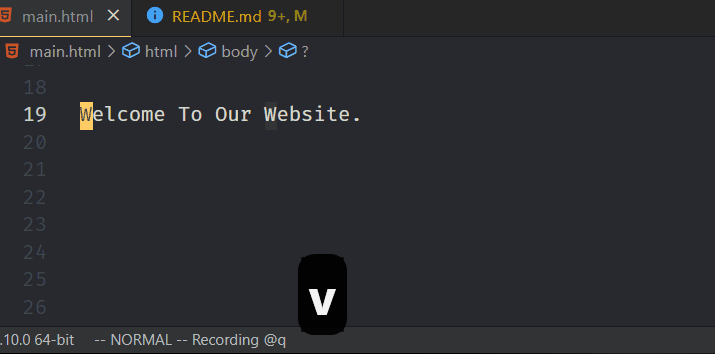 main.html × README.md 9+, M
main.html > html > body > ?
18
19 Welcome To Our Website.
20
21
22
23
24
25
26
v
.10.0 64-bit -- NORMAL -- Recording @q